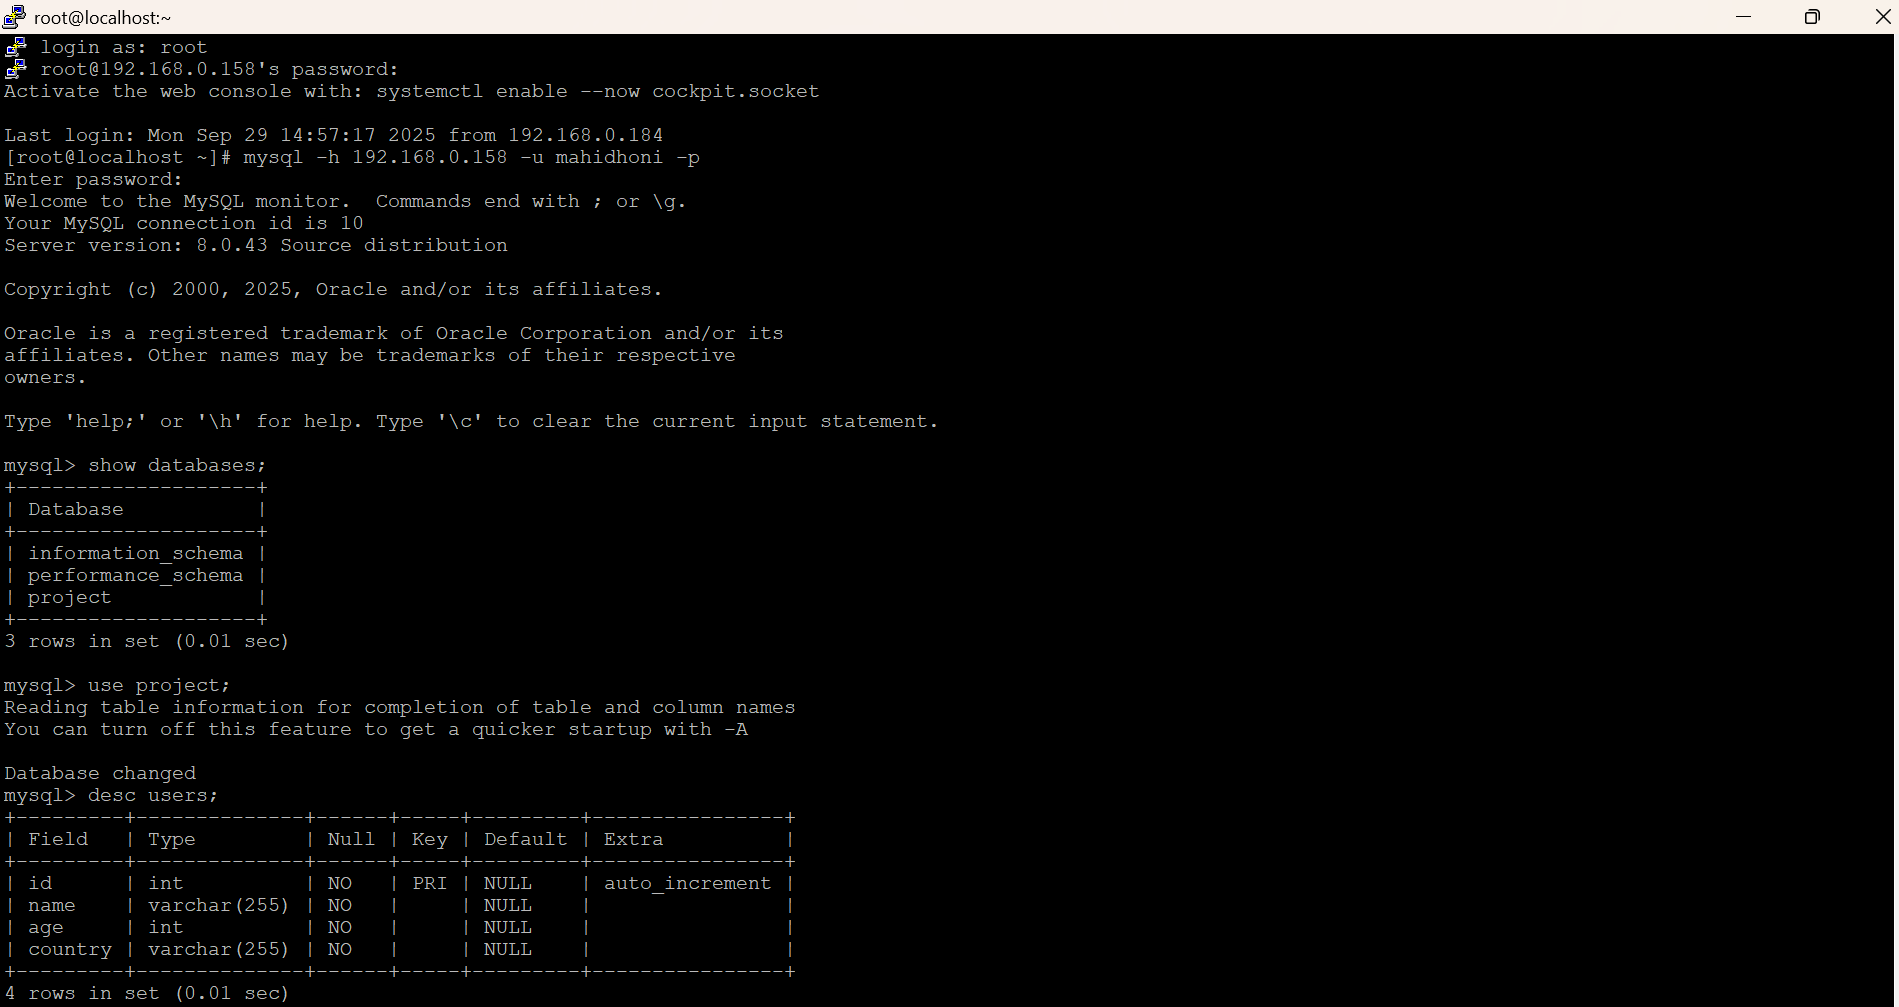 root@localhost:~
login as: root
root@192.168.0.158's password:
Activate the web console with: systemctl enable --now cockpit.socket
Last login: Mon Sep 29 14:57:17 2025 from 192.168.0.184
[root@localhost ~]# mysql -h 192.168.0.158 -u mahidhoni -p
Enter password:
Welcome to the MySQL monitor.  Commands end with ; or \g.
Your MySQL connection id is 10
Server version: 8.0.43 Source distribution
Copyright (c) 2000, 2025, Oracle and/or its affiliates.
Oracle is a registered trademark of Oracle Corporation and/or its
affiliates. Other names may be trademarks of their respective
owners.
Type 'help;' or '\h' for help. Type '\c' to clear the current input statement.
mysql> show databases;
+--------------------+
| Database           |
+--------------------+
| information_schema |
| performance_schema |
| project            |
+--------------------+
3 rows in set (0.01 sec)
mysql> use project;
Reading table information for completion of table and column names
You can turn off this feature to get a quicker startup with -A
Database changed
mysql> desc users;
+---------+--------------+------+-----+---------+----------------+
| Field   | Type         | Null | Key | Default | Extra          |
+---------+--------------+------+-----+---------+----------------+
| id      | int          | NO   | PRI | NULL    | auto_increment |
| name    | varchar(255) | NO   |     | NULL    |                |
| age     | int          | NO   |     | NULL    |                |
| country | varchar(255) | NO   |     | NULL    |                |
+---------+--------------+------+-----+---------+----------------+
4 rows in set (0.01 sec)